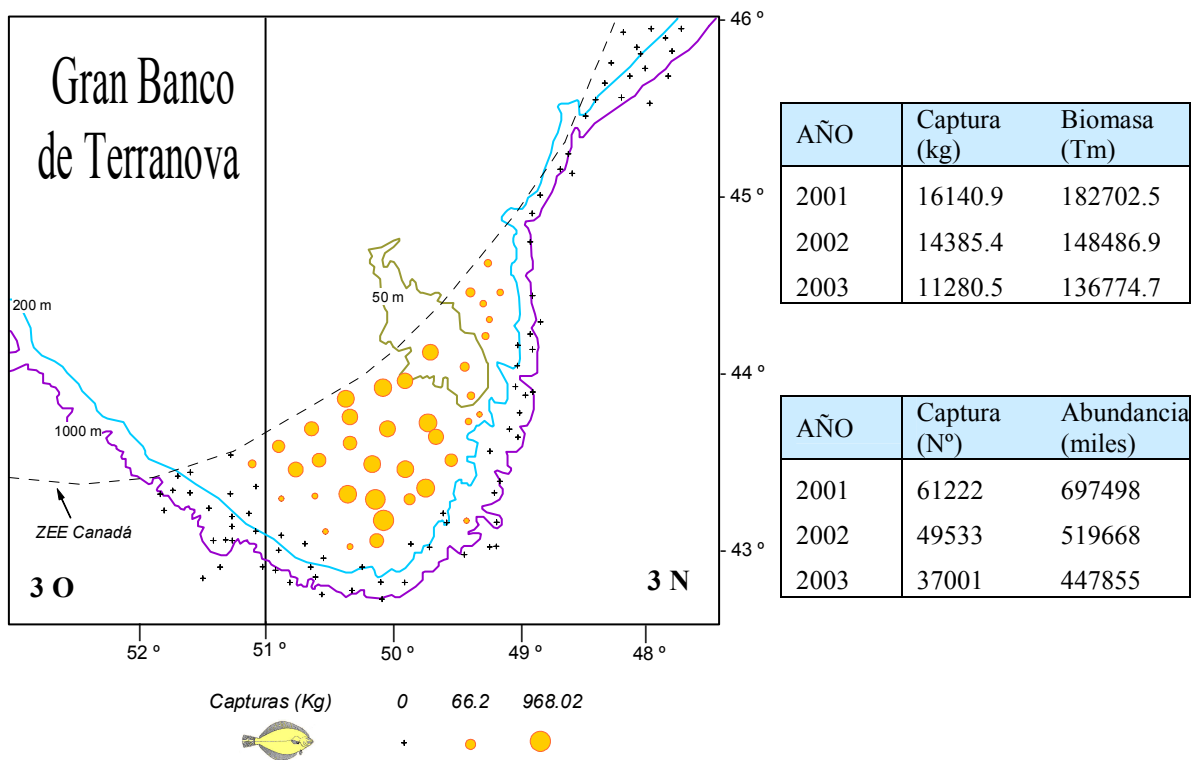 Gran Banco
de Terranova
50 m
200 m
1000 m
ZEE Canadá
3 O
3 N
46 º
45 º
44 º
43 º
52 º
51 º
50 º
49 º
48 º
Capturas (Kg)
0
66.2
968.02
AÑO Captura (kg) Biomasa (Tm)
2001 16140.9 182702.5
2002 14385.4 148486.9
2003 11280.5 136774.7
AÑO Captura (Nº) Abundancia (miles)
2001 61222 697498
2002 49533 519668
2003 37001 447855